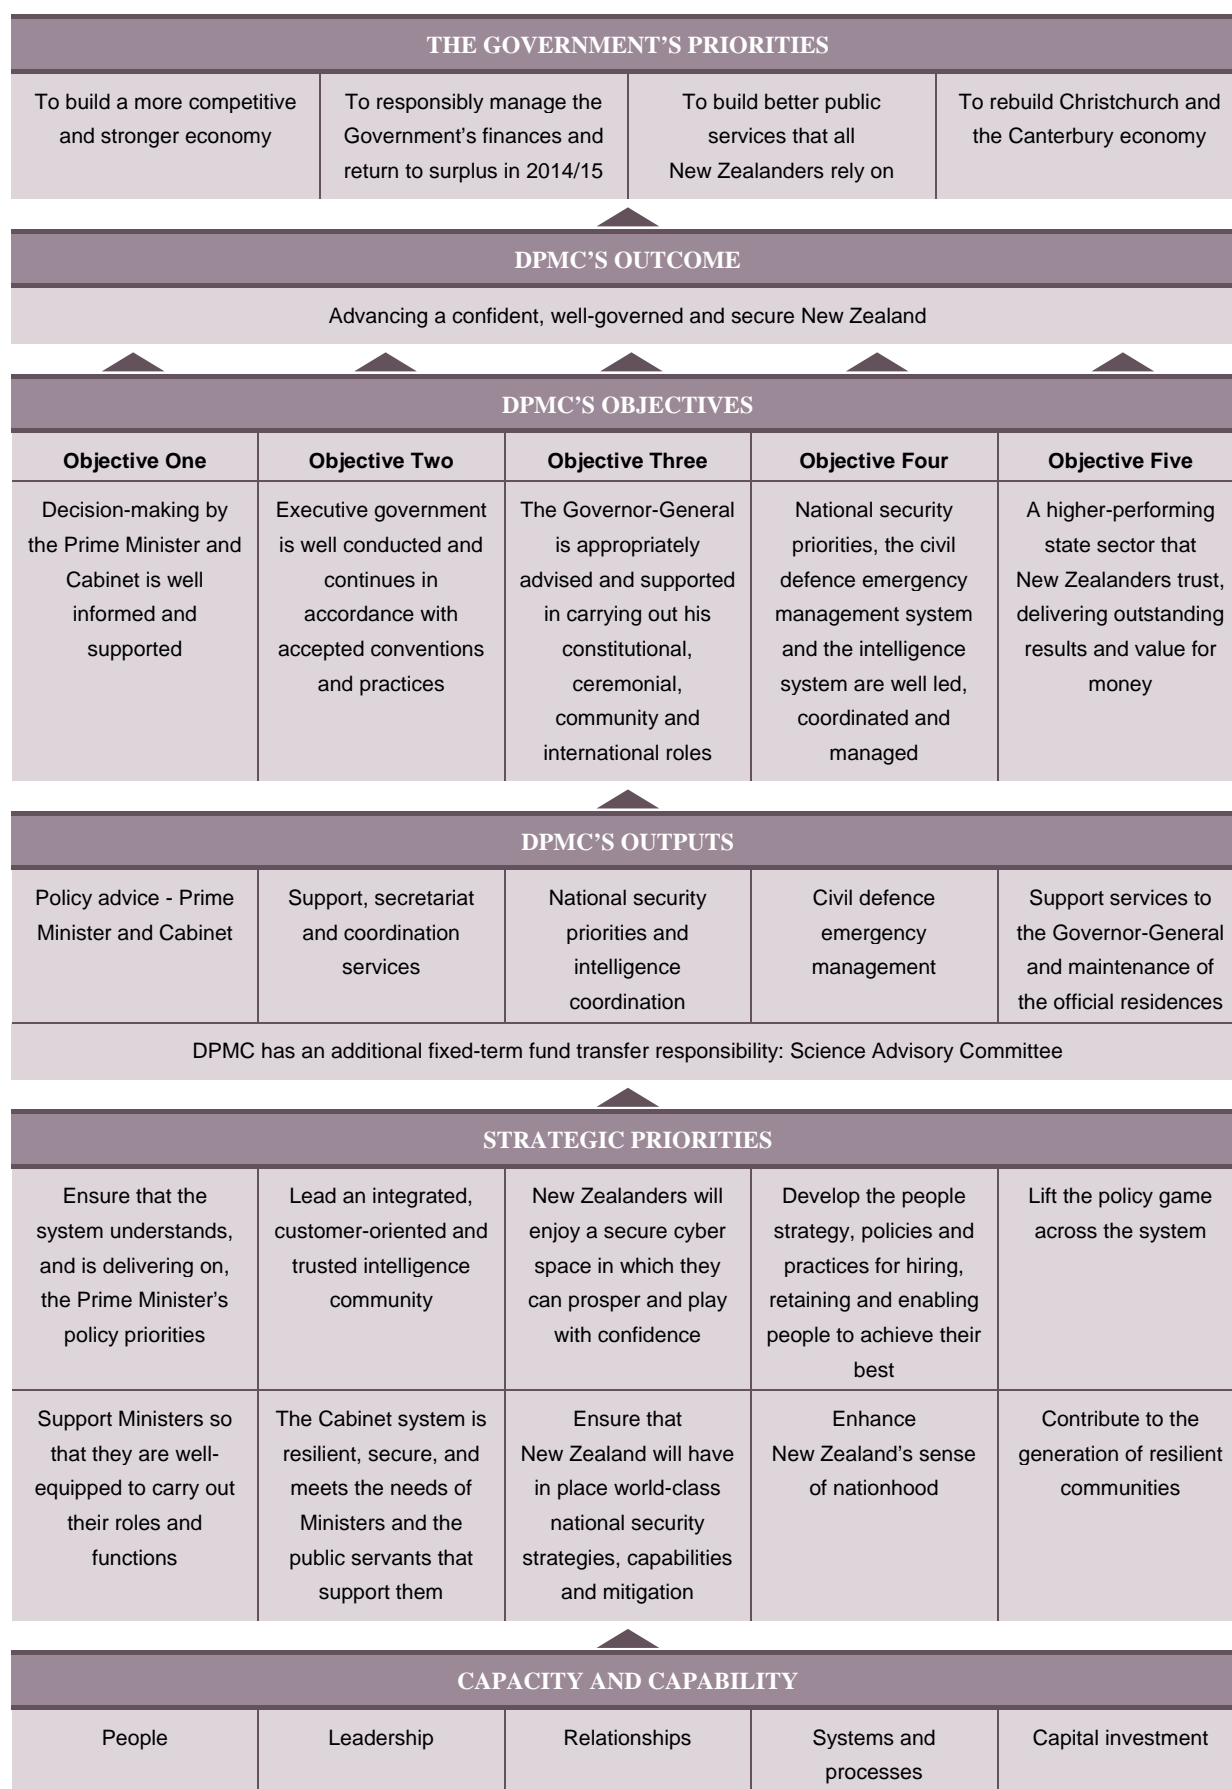 THE GOVERNMENT'S PRIORITIES
To build a more competitive
and stronger economy
To responsibly manage the
Government's finances and
return to surplus in 2014/15
To build better public
services that all
New Zealanders rely on
To rebuild Christchurch and
the Canterbury economy
DPMC'S OUTCOME
Advancing a confident, well-governed and secure New Zealand
DPMC'S OBJECTIVES
Objective One
Objective Two
Objective Three
Objective Four
Objective Five
Decision-making by
the Prime Minister and
Cabinet is well
informed and
supported
Executive government
is well conducted and
continues in
accordance with
accepted conventions
and practices
The Governor-General
is appropriately
advised and supported
in carrying out his
constitutional,
ceremonial,
community and
international roles
National security
priorities, the civil
defence emergency
management system
and the intelligence
system are well led,
coordinated and
managed
A higher-performing
state sector that
New Zealanders trust,
delivering outstanding
results and value for
money
DPMC'S OUTPUTS
Policy advice - Prime
Minister and Cabinet
Support, secretariat
and coordination
services
National security
priorities and
intelligence
coordination
Civil defence
emergency
management
Support services to
the Governor-General
and maintenance of
the official residences
DPMC has an additional fixed-term fund transfer responsibility: Science Advisory Committee
STRATEGIC PRIORITIES
Ensure that the
system understands,
and is delivering on,
the Prime Minister's
policy priorities
Lead an integrated,
customer-oriented and
trusted intelligence
community
New Zealanders will
enjoy a secure cyber
space in which they
can prosper and play
with confidence
Develop the people
strategy, policies and
practices for hiring,
retaining and enabling
people to achieve their
best
Lift the policy game
across the system
Support Ministers so
that they are well-
equipped to carry out
their roles and
functions
The Cabinet system is
resilient, secure, and
meets the needs of
Ministers and the
public servants that
support them
Ensure that
New Zealand will have
in place world-class
national security
strategies, capabilities
and mitigation
Enhance
New Zealand's sense
of nationhood
Contribute to the
generation of resilient
communities
CAPACITY AND CAPABILITY
People
Leadership
Relationships
Systems and
processes
Capital investment